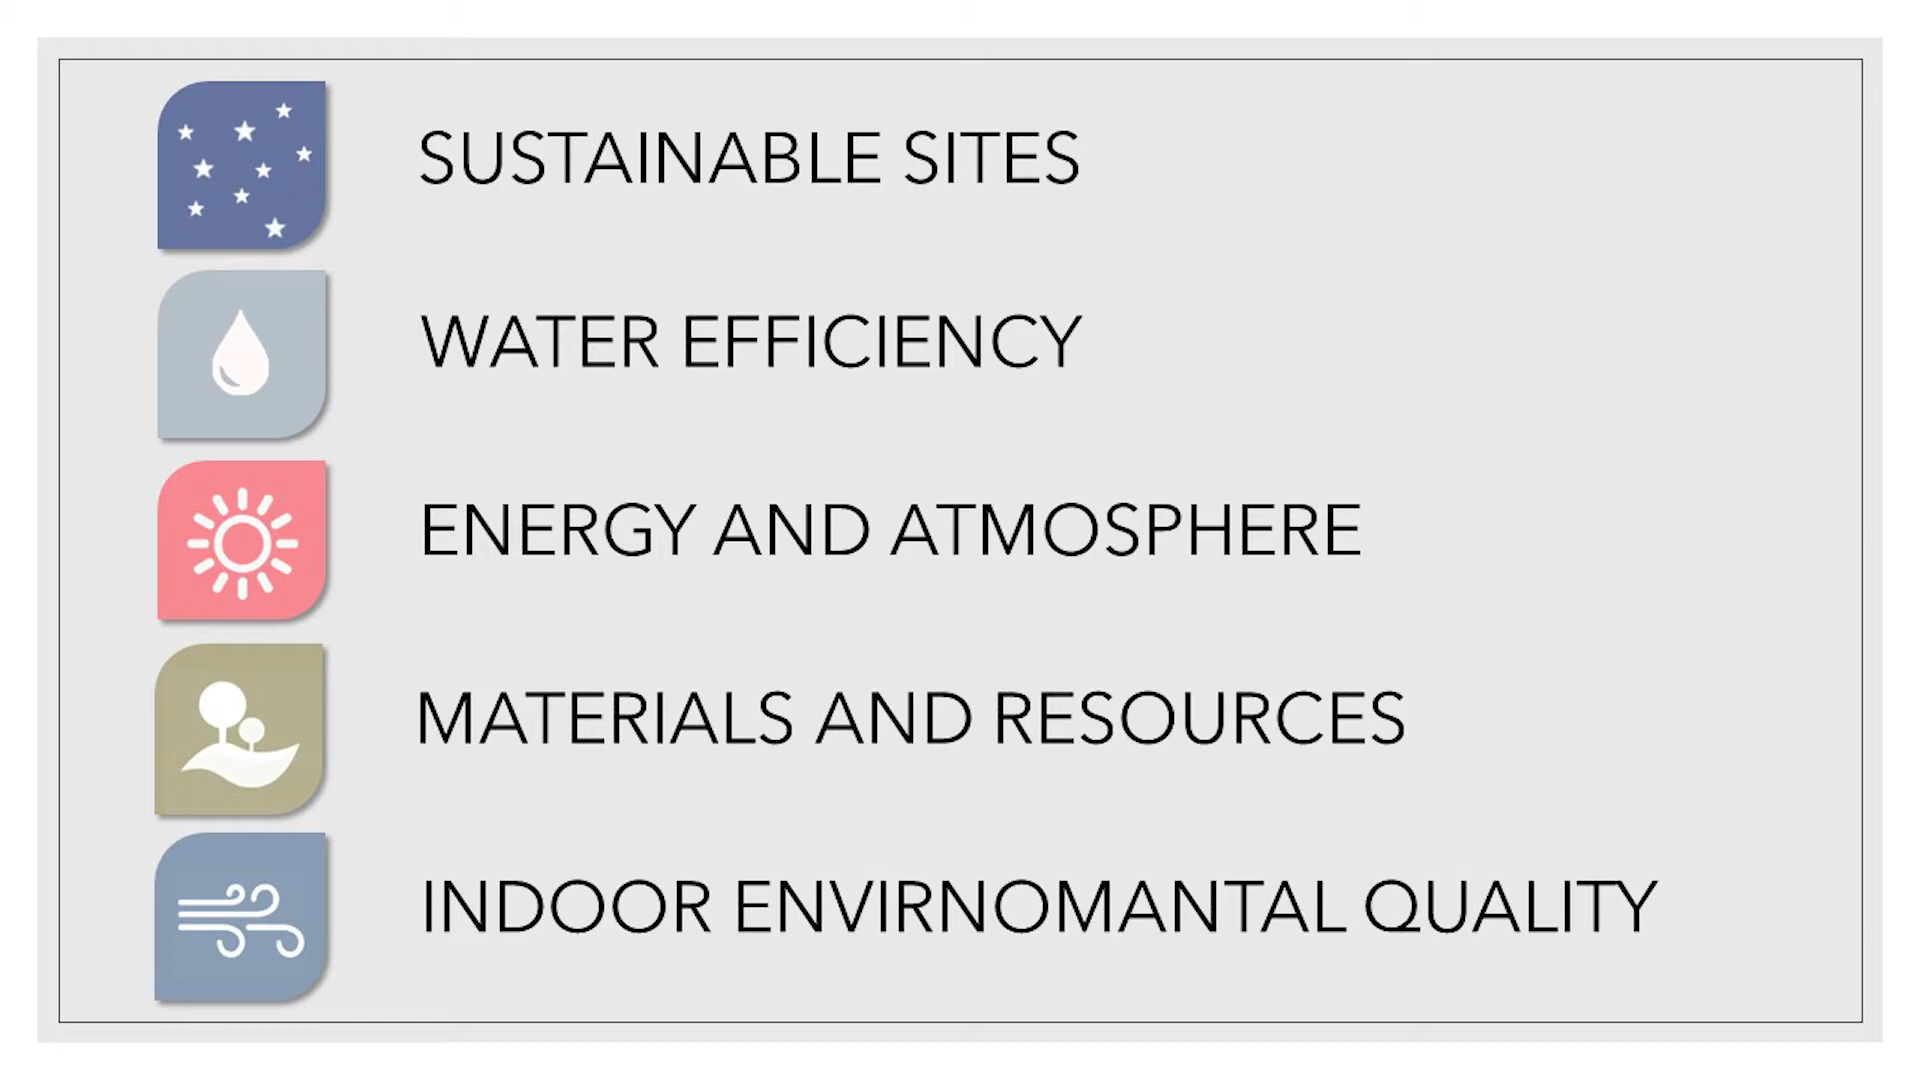 SUSTAINABLE SITES
WATER EFFICIENCY
ENERGY AND ATMOSPHERE
MATERIALS AND RESOURCES
INDOOR ENVIRNOMANTAL QUALITY